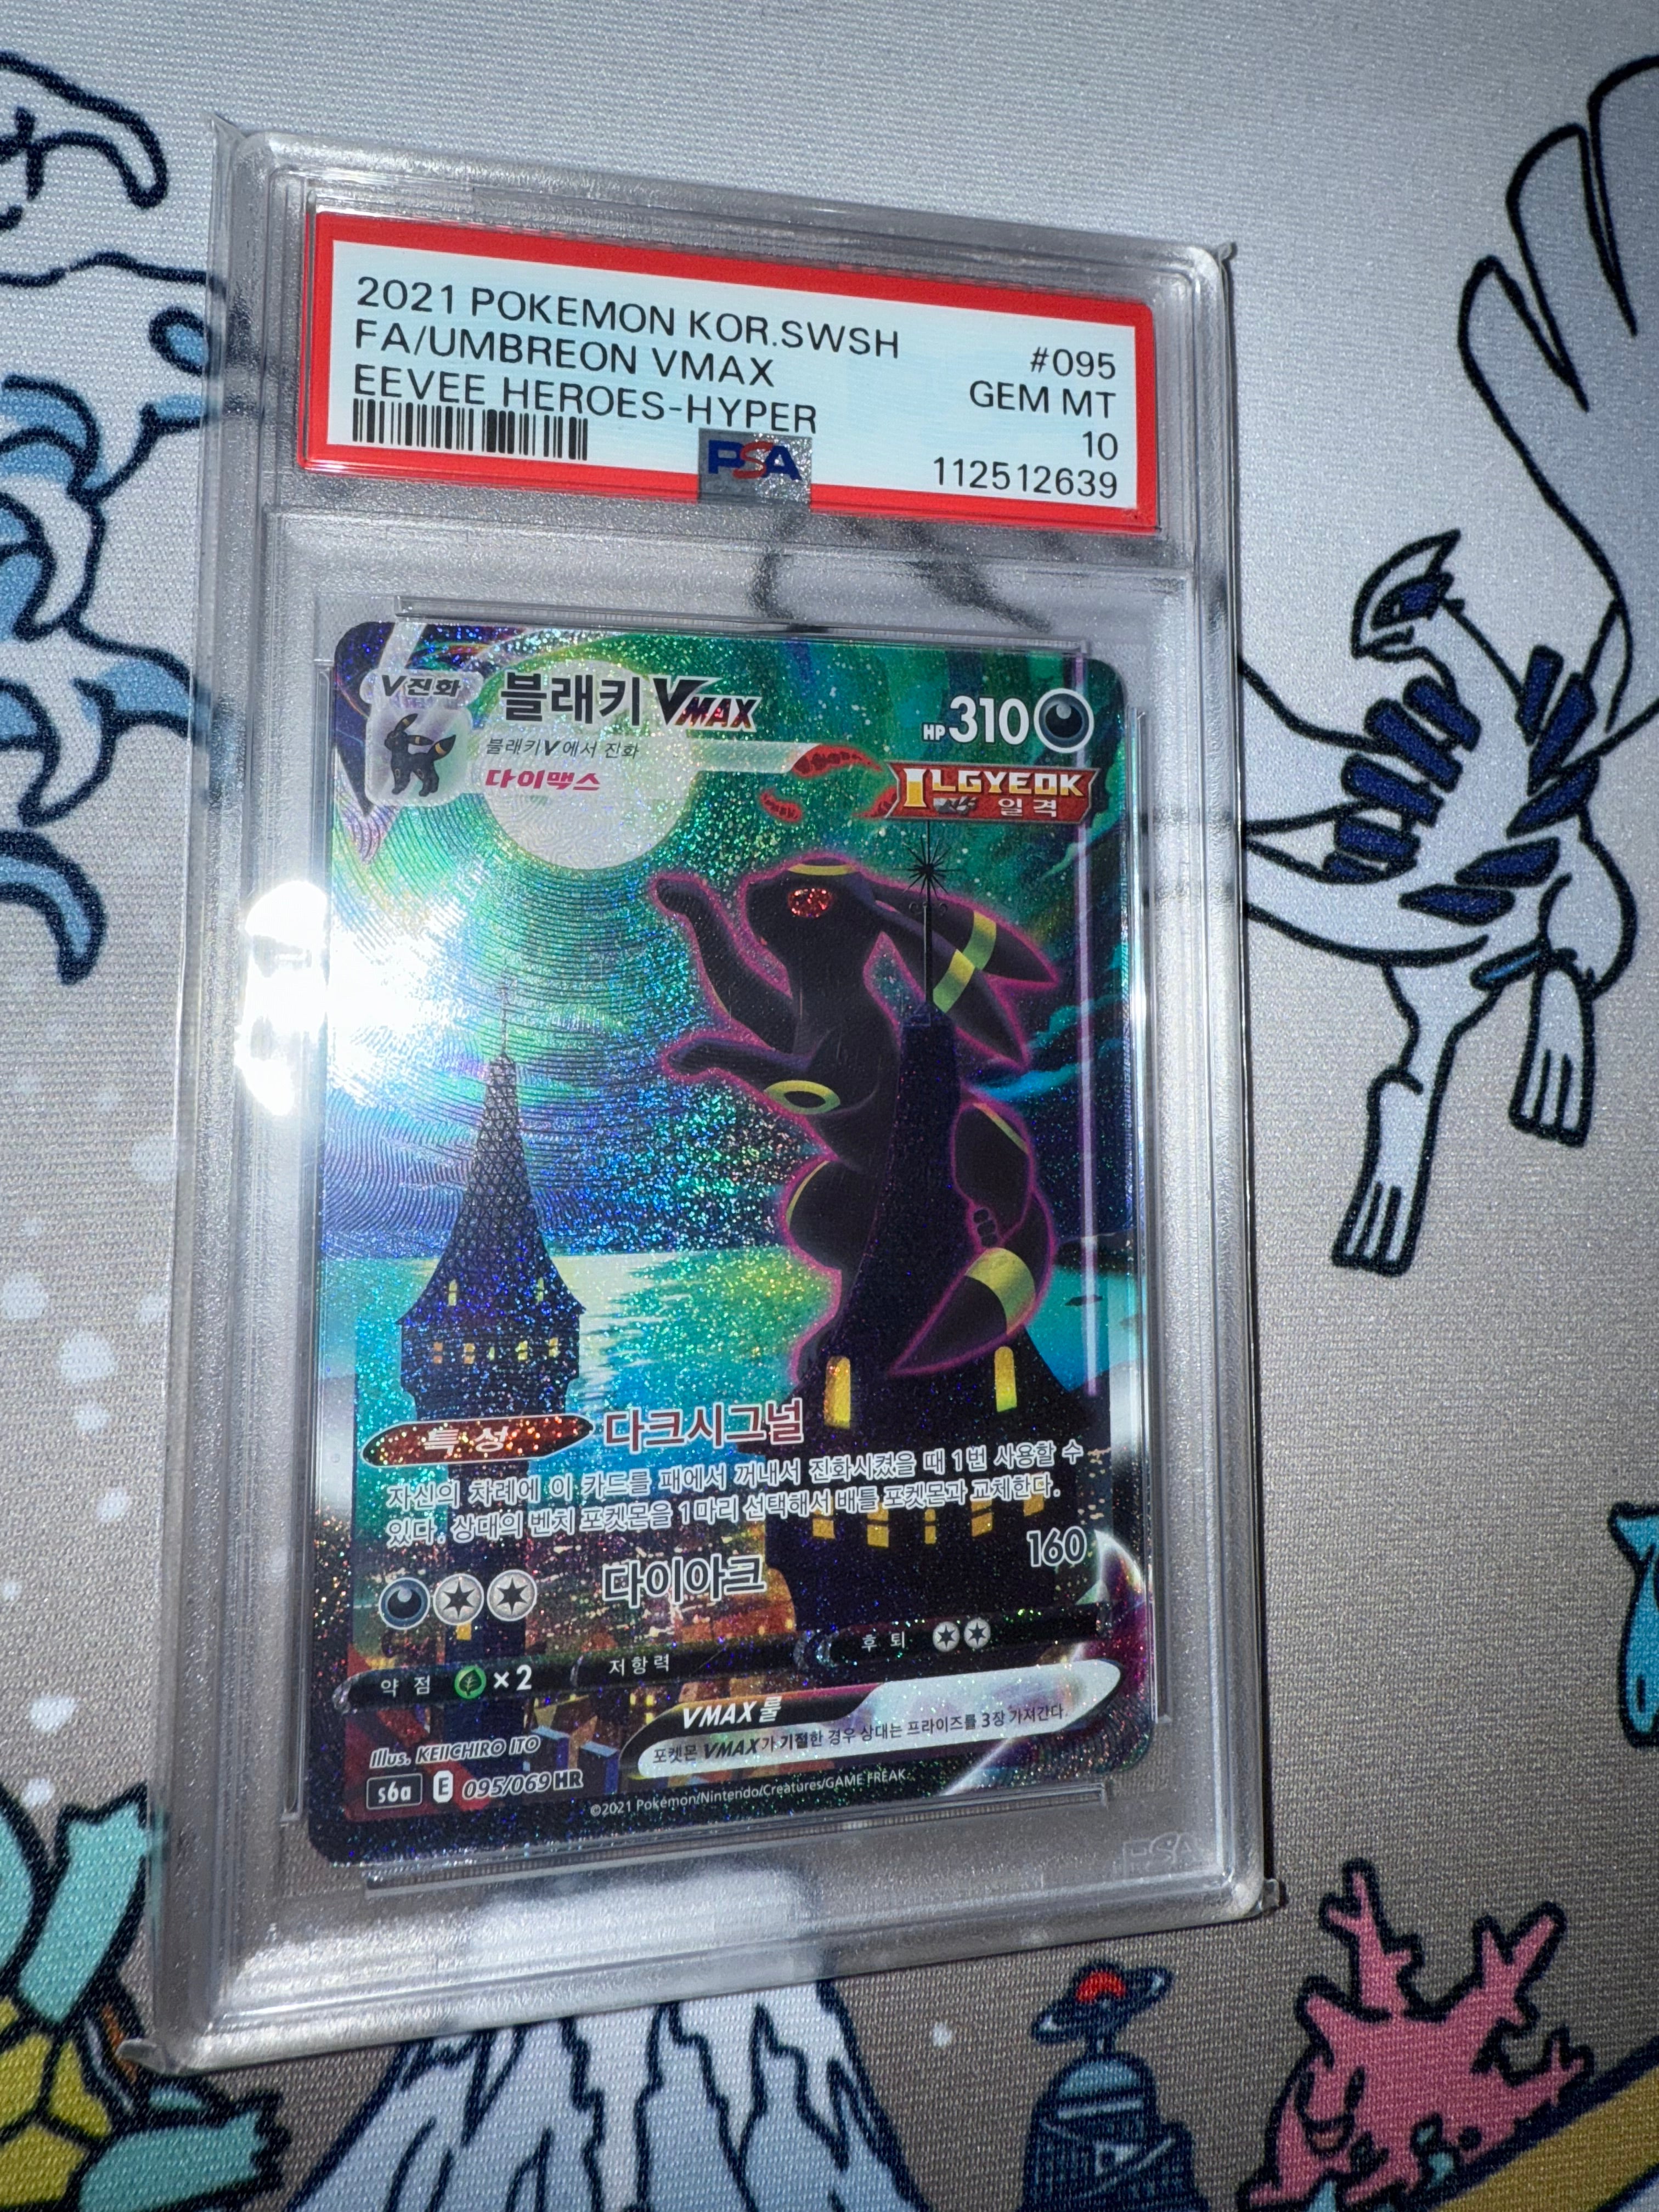 2021 POKEMON KOR.SWSH
#095
FA/UMBREON VMAX
GEM MT
EEVEE HEROES-HYPER
10
PSA
112512639
V진화
블래키 VMAX
HP 310
블래키V에서 진화
다이맥스
ILGYEOK
일격
특성 다크시그널
자신의 차례에 이 카드를 패에서 꺼내서 진화시켰을 때 1번 사용할 수
있다. 상대의 벤치 포켓몬을 1마리 선택해서 배틀 포켓몬과 교체한다.
다이아크 160
약점 ×2 저항력 후퇴
VMAX룰
포켓몬 VMAX가 기절한 경우 상대는 프라이즈를 3장 가져간다.
Illus. KEIICHIRO ITO
s6a E 095/069 HR
©2021 Pokémon/Nintendo/Creatures/GAME FREAK.
PSA